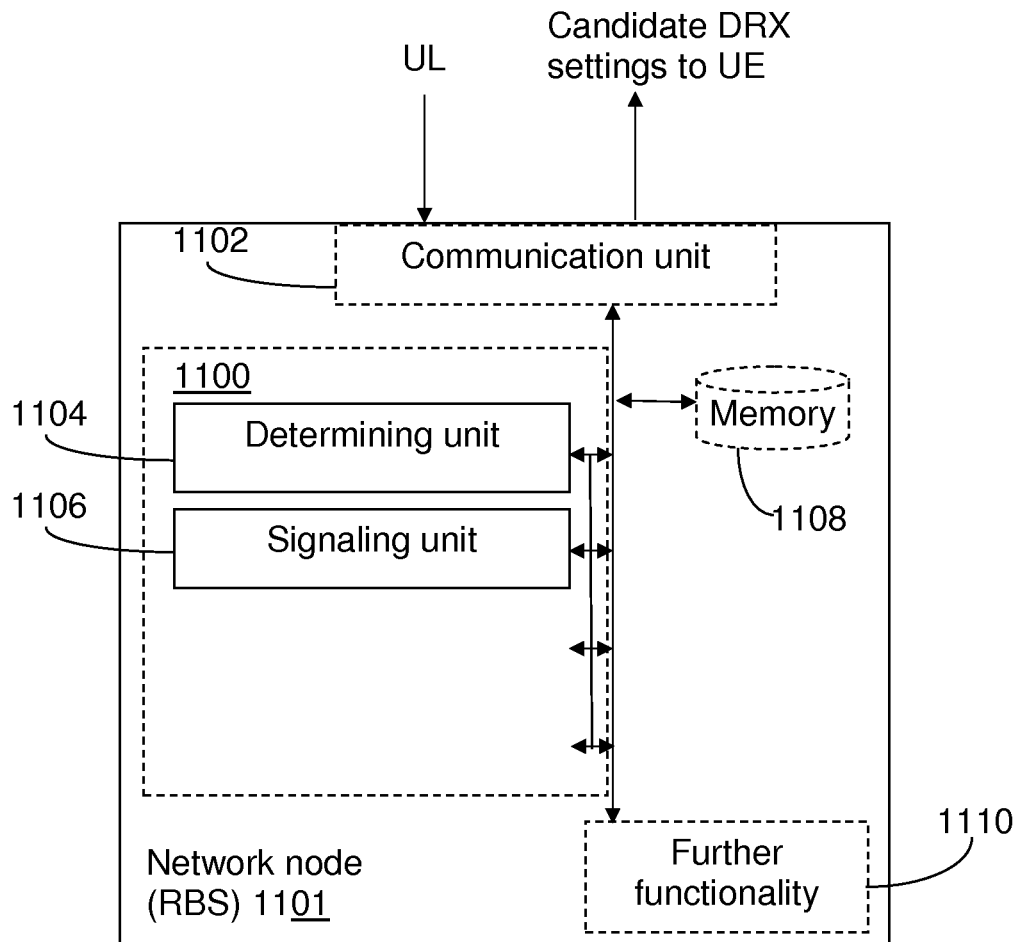 Candidate DRX
settings to UE
UL
1102
Communication unit
1100
1104
Determining unit
Memory
1106
Signaling unit
1108
1110
Further
functionality
Network node
(RBS) 1101